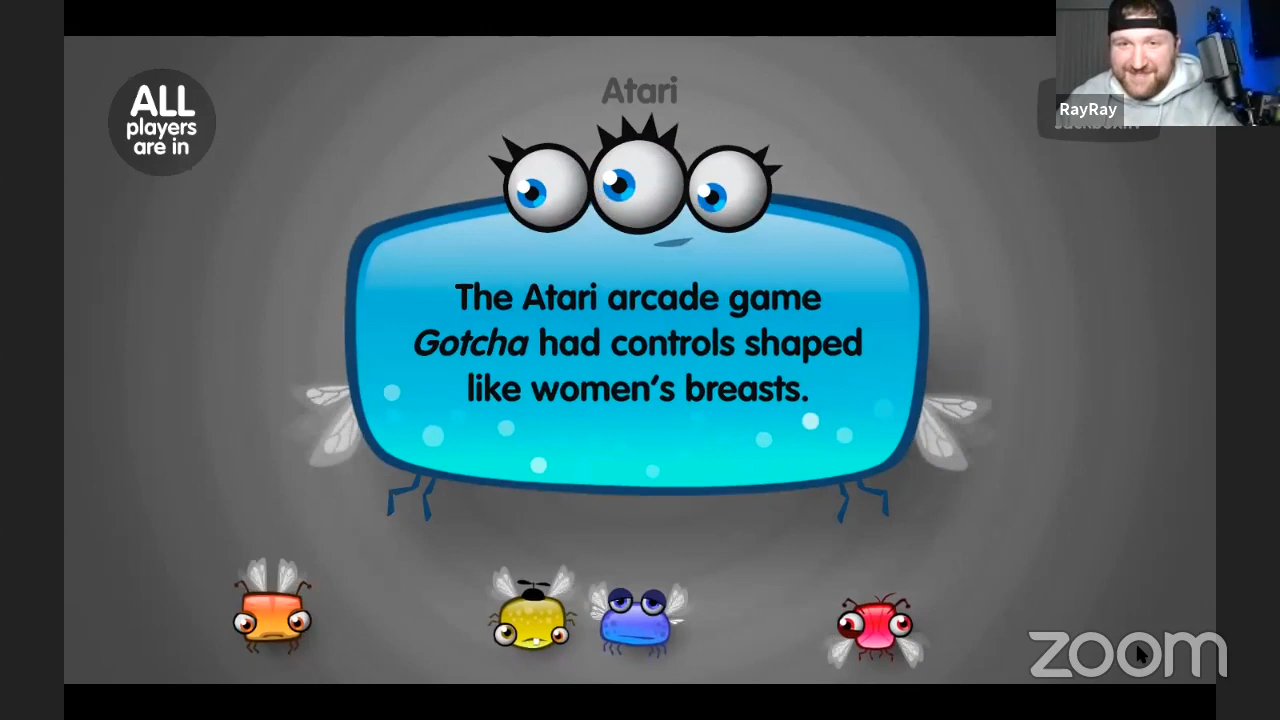 ALL
players
are in
Atari
RayRay
The Atari arcade game
Gotcha had controls shaped
like women's breasts.
zoom